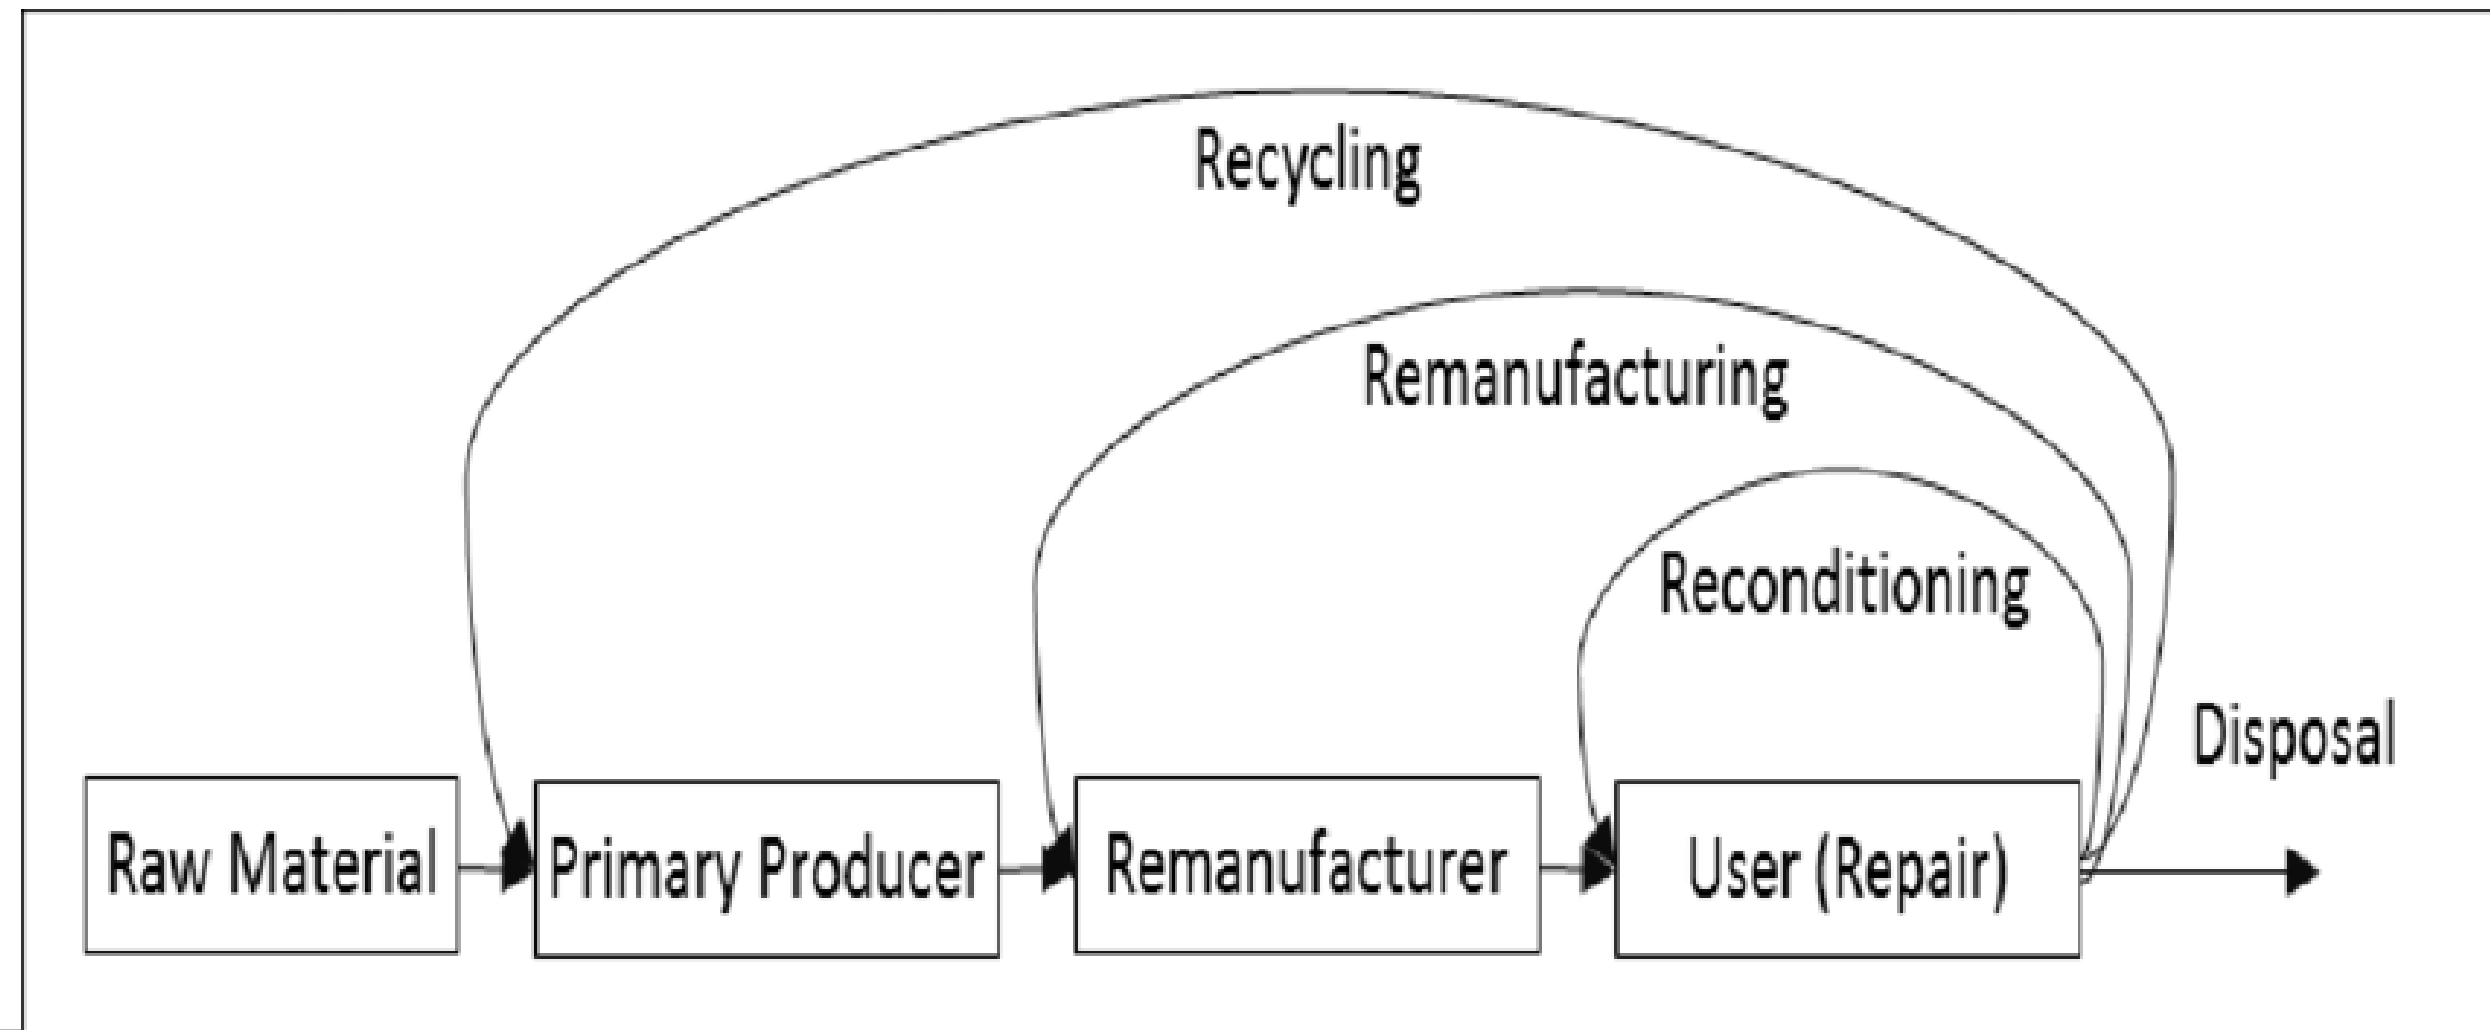 Recycling
Remanufacturing
Reconditioning
Disposal
Raw Material
Primary Producer
Remanufacturer
User (Repair)